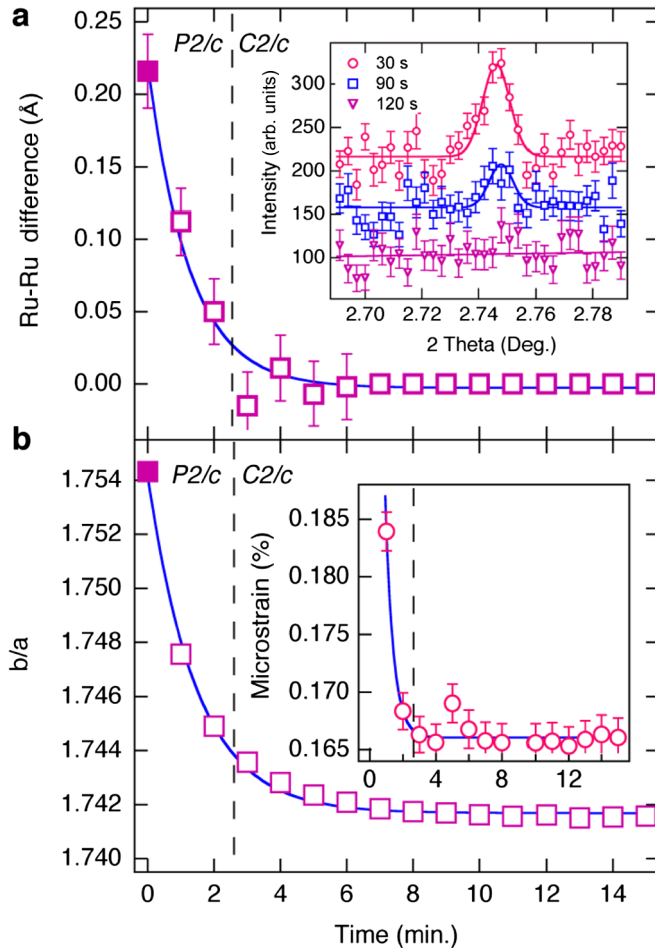 a
P2/c C2/c
Ru-Ru difference (Å)
0.25
0.20
0.15
0.10
0.05
0.00
30 s
90 s
120 s
Intensity (arb. units)
300
250
200
150
100
2.70 2.72 2.74 2.76 2.78
2 Theta (Deg.)
b
P2/c C2/c
b/a
1.754
1.752
1.750
1.748
1.746
1.744
1.742
1.740
Microstrain (%)
0.185
0.180
0.175
0.170
0.165
0 4 8 12
0 2 4 6 8 10 12 14
Time (min.)